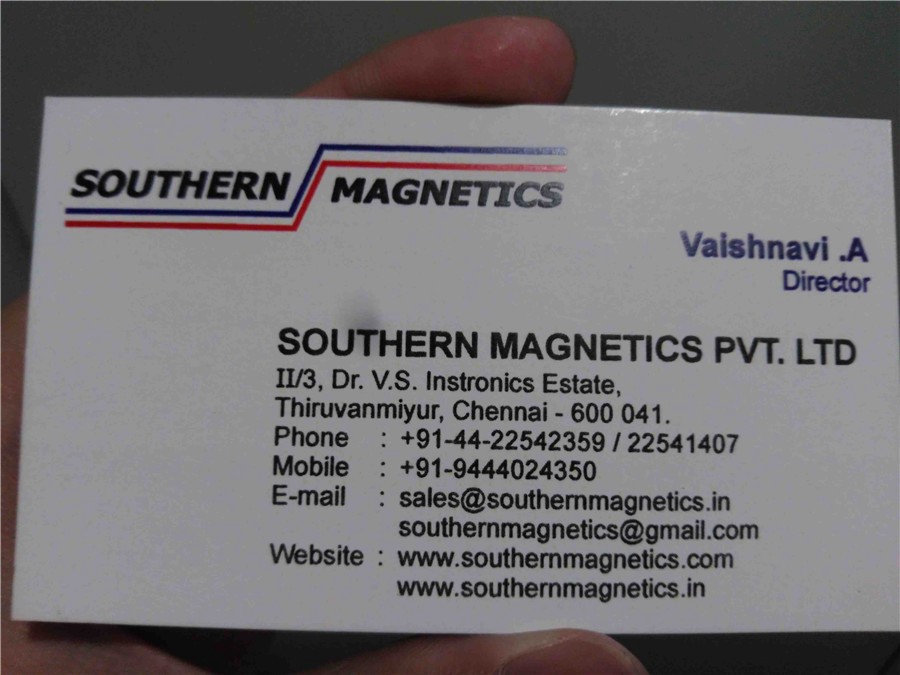 SOUTHERN MAGNETICS
Vaishnavi .A
Director
SOUTHERN MAGNETICS PVT. LTD
II/3, Dr. V.S. Instronics Estate,
Thiruvanmiyur, Chennai - 600 041.
Phone : +91-44-22542359 / 22541407
Mobile : +91-9444024350
E-mail : sales@southernmagnetics.in
southernmagnetics@gmail.com
Website : www.southernmagnetics.com
www.southernmagnetics.in